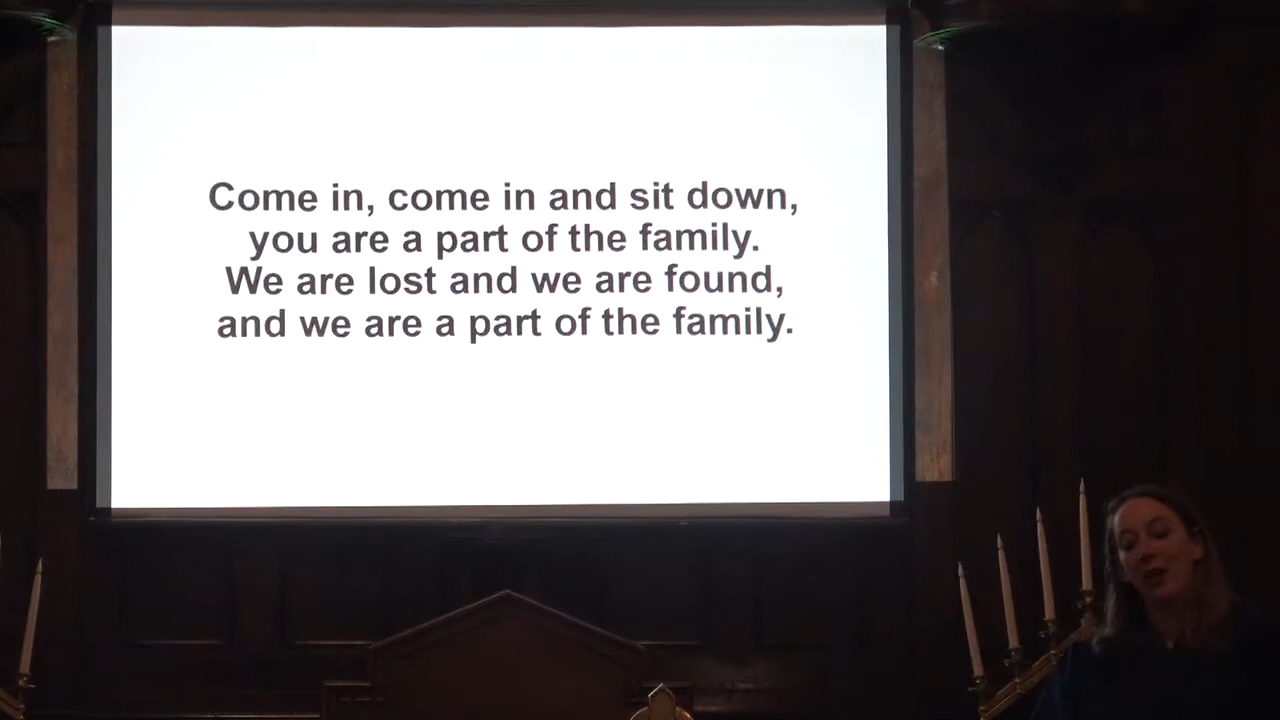 Come in, come in and sit down,
you are a part of the family.
We are lost and we are found,
and we are a part of the family.